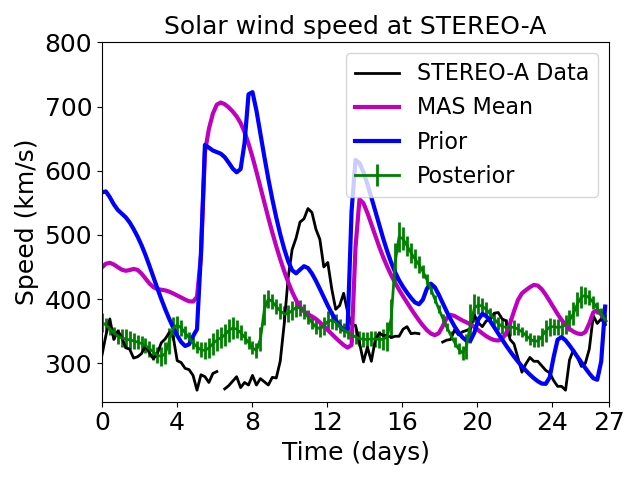 Solar wind speed at STEREO-A
Speed (km/s)
800
700
600
500
400
300
STEREO-A Data
MAS Mean
Prior
Posterior
0 4 8 12 16 20 24 27
Time (days)